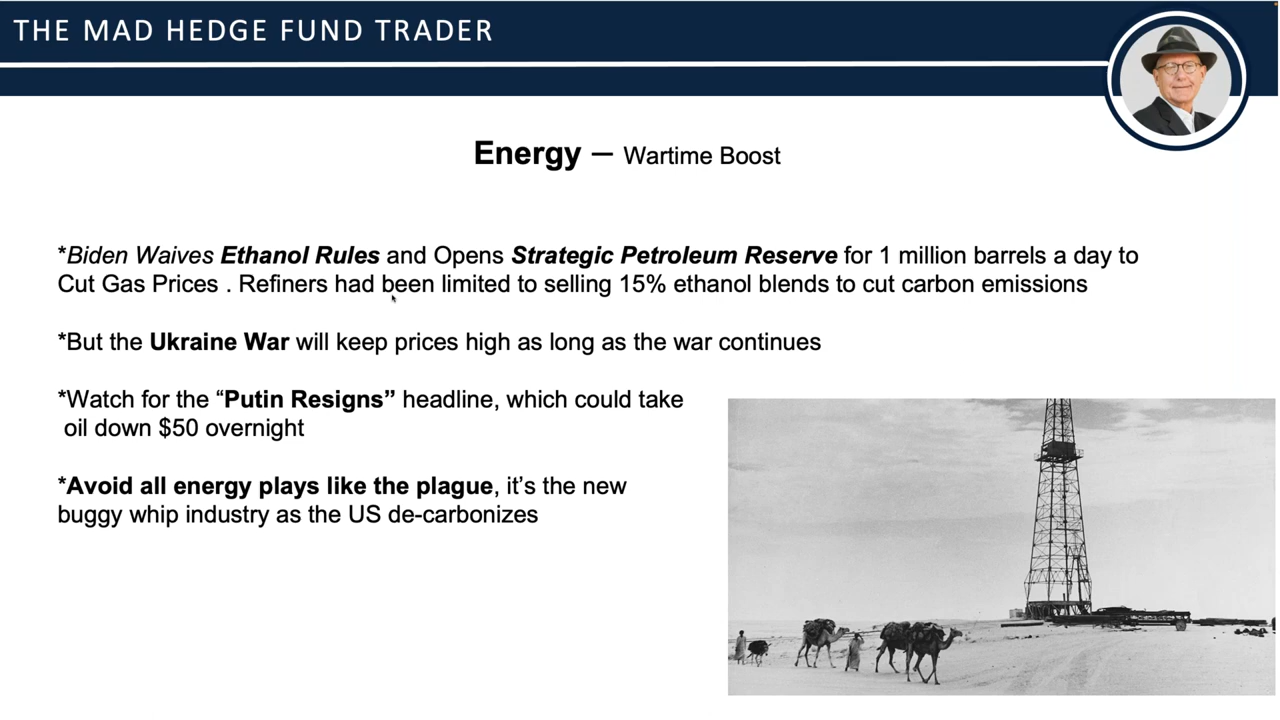 THE MAD HEDGE FUND TRADER
Energy – Wartime Boost
*Biden Waives Ethanol Rules and Opens Strategic Petroleum Reserve for 1 million barrels a day to
Cut Gas Prices . Refiners had been limited to selling 15% ethanol blends to cut carbon emissions
*But the Ukraine War will keep prices high as long as the war continues
*Watch for the “Putin Resigns” headline, which could take
oil down $50 overnight
*Avoid all energy plays like the plague, it’s the new
buggy whip industry as the US de-carbonizes